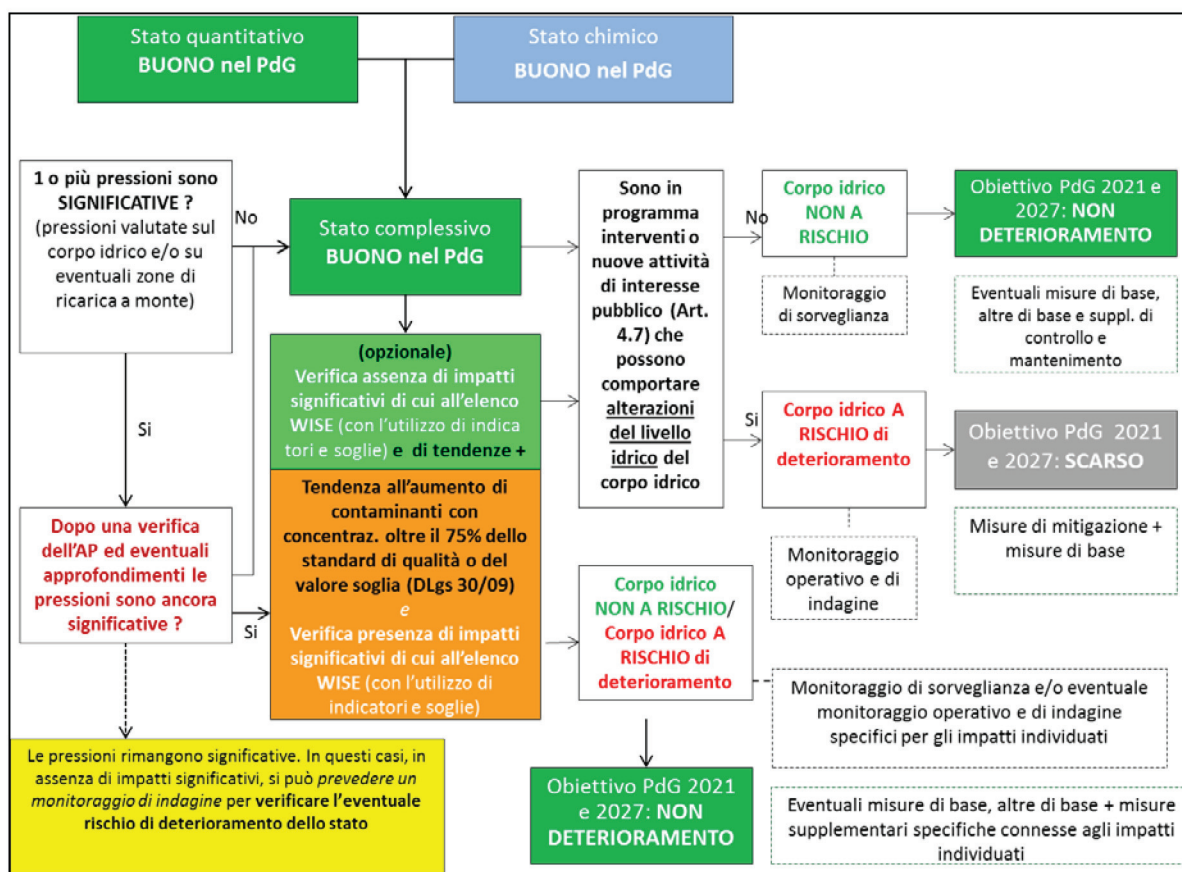 Stato quantitativo
BUONO nel PdG
Stato chimico
BUONO nel PdG
1 o più pressioni sono
SIGNIFICATIVE ?
(pressioni valutate sul
corpo idrico e/o su
eventuali zone di
ricarica a monte)
No
Stato complessivo
BUONO nel PdG
Sono in
programma
interventi o
nuove attività
di interesse
pubblico (Art.
4.7) che
possono
comportare
alterazioni
del livello
idrico del
corpo idrico
No
Corpo idrico
NON A
RISCHIO
Obiettivo PdG 2021 e
2027: NON
DETERIORAMENTO
Monitoraggio
di sorveglianza
Eventuali misure di base,
altre di base e suppl. di
controllo e
mantenimento
(opzionale)
Verifica assenza di impatti
significativi di cui all'elenco
WISE (con l'utilizzo di indica
tori e soglie) e di tendenze +
Si
Si
Corpo idrico A
RISCHIO di
deterioramento
Obiettivo PdG 2021
e 2027: SCARSO
Monitoraggio
operativo e di
indagine
Misure di mitigazione +
misure di base
Dopo una verifica
dell'AP ed eventuali
approfondimenti le
pressioni sono ancora
significative ?
Si
Tendenza all'aumento di
contaminanti con
concentraz. oltre il 75% dello
standard di qualità o del
valore soglia (DLgs 30/09)
e
Verifica presenza di impatti
significativi di cui all'elenco
WISE (con l'utilizzo di
indicatori e soglie)
Corpo idrico
NON A RISCHIO/
Corpo idrico A
RISCHIO di
deterioramento
Monitoraggio di sorveglianza e/o eventuale
monitoraggio operativo e di indagine
specifici per gli impatti individuati
Le pressioni rimangono significative. In questi casi, in
assenza di impatti significativi, si può prevedere un
monitoraggio di indagine per verificare l'eventuale
rischio di deterioramento dello stato
Obiettivo PdG 2021
e 2027: NON
DETERIORAMENTO
Eventuali misure di base, altre di base + misure
supplementari specifiche connesse agli impatti
individuati